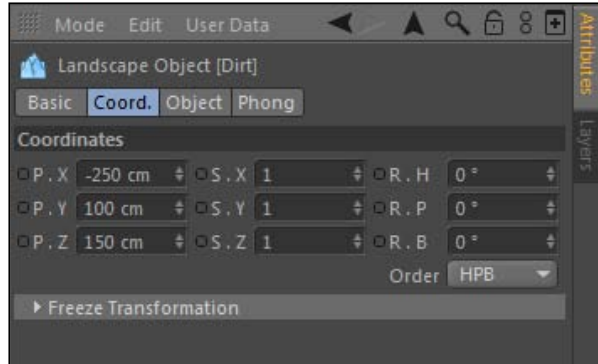 Mode Edit User Data
Landscape Object [Dirt]
Basic Coord. Object Phong
Coordinates
P . X -250 cm S . X 1 R . H 0 °
P . Y 100 cm S . Y 1 R . P 0 °
P . Z 150 cm S . Z 1 R . B 0 °
Order HPB
Freeze Transformation
Attributes
Layers